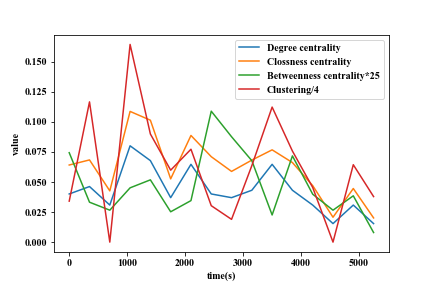 Degree centrality
Clossness centrality
Betweenness centrality*25
Clustering/4
0.150
0.125
0.100
0.075
0.050
0.025
0.000
value
0 1000 2000 3000 4000 5000
time(s)